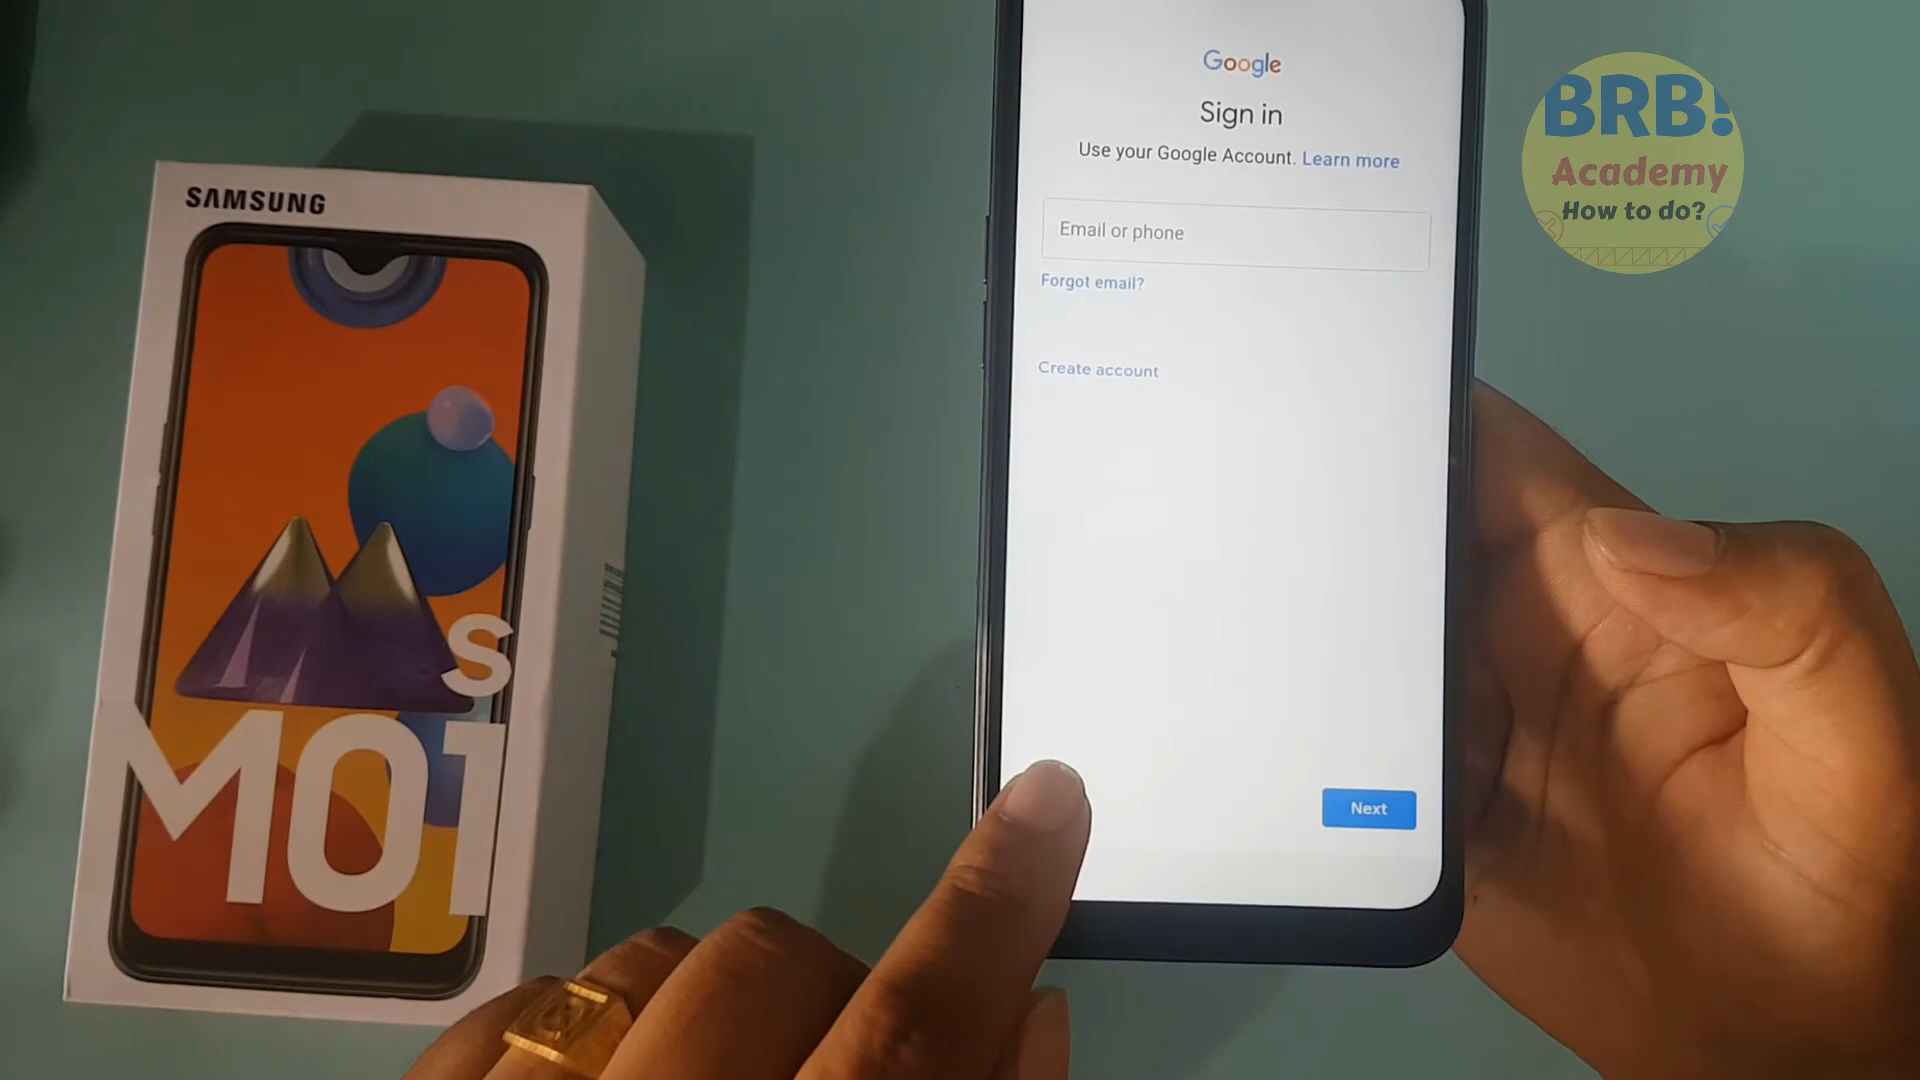 SAMSUNG
s
M01
Google
Sign in
Use your Google Account. Learn more
Email or phone
Forgot email?
Create account
Next
BRB!
Academy
How to do?